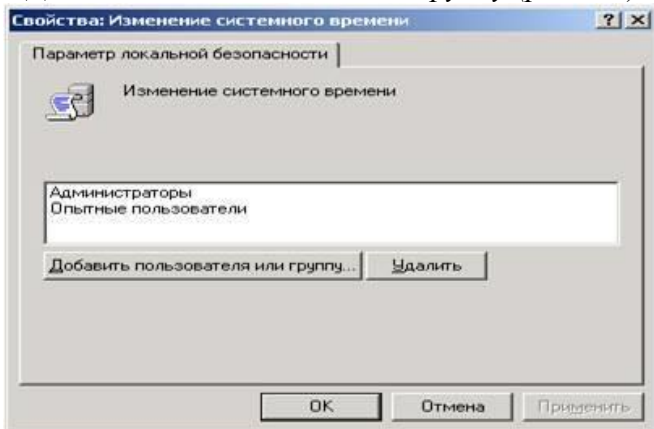 Свойства: Изменение системного времени
Параметр локальной безопасности
Изменение системного времени
Администраторы
Опытные пользователи
Добавить пользователя или группу... Удалить
ОК Отмена Применить